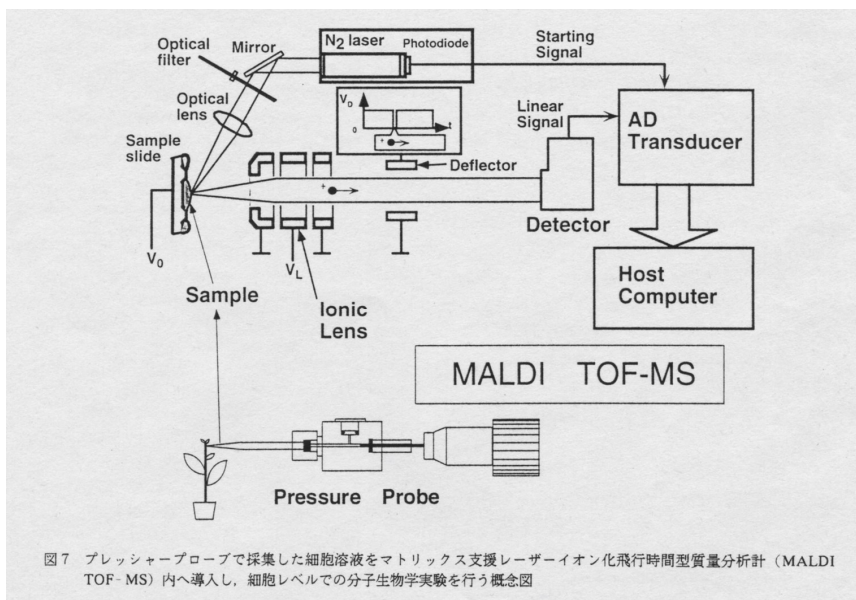 Optical
filter
Mirror
N₂ laser
Photodiode
Starting
Signal
Optical
lens
V_D
0
t
Linear
Signal
AD
Transducer
Sample
slide
+
Deflector
+
Detector
V₀
V_L
Sample
Ionic
Lens
Host
Computer
MALDI TOF-MS
Pressure Probe
図7 プレッシャープローブで採集した細胞溶液をマトリックス支援レーザーイオン化飛行時間型質量分析計（MALDI
TOF-MS）内へ導入し，細胞レベルでの分子生物学実験を行う概念図